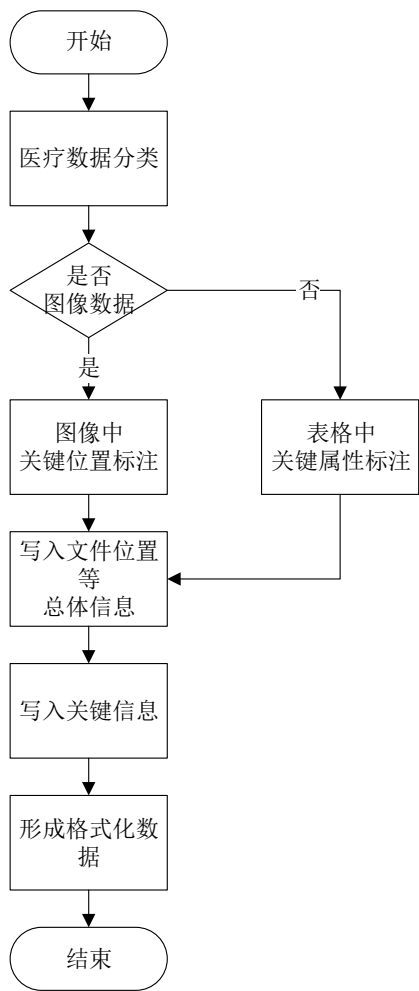 开始
医疗数据分类
是否
图像数据
否
是
图像中
关键位置标注
表格中
关键属性标注
写入文件位置
等
总体信息
写入关键信息
形成格式化数
据
结束